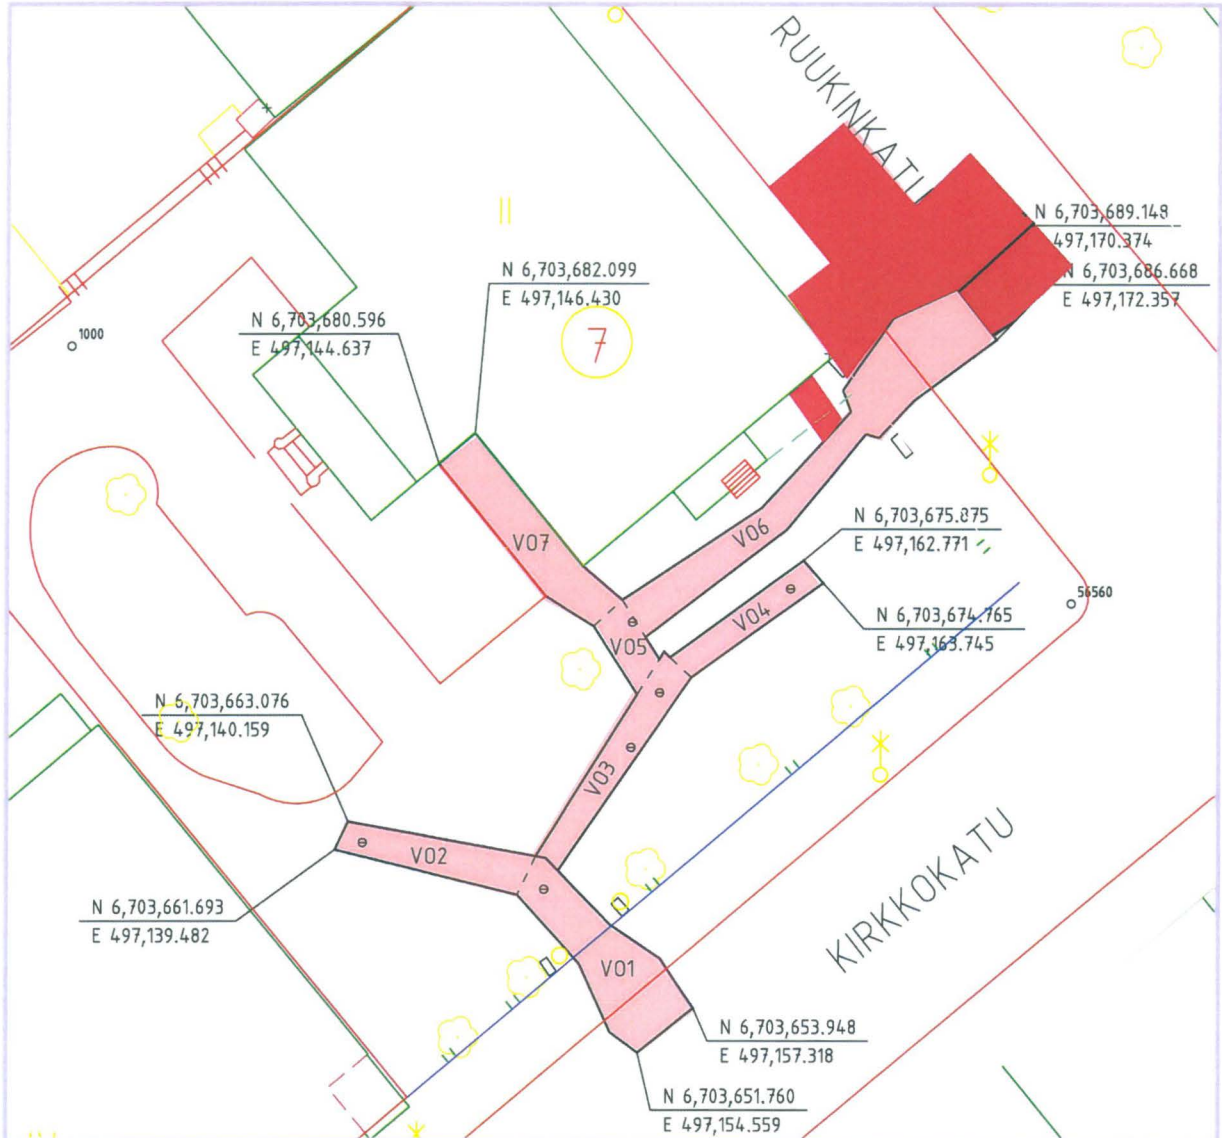 RUUKINKATU
N 6,703,689.148
497,170.374
N 6,703,686.668
E 497,172.357
N 6,703,682.099
E 497,146.430
N 6,703,680.596
E 497,144.637
1000
7
N 6,703,675.875
E 497,162.771
V07
V06
56560
V04
N 6,703,674.765
E 497,163.745
V05
N 6,703,663.076
E 497,140.159
V03
V02
KIRKKOKATU
N 6,703,661.693
E 497,139.482
V01
N 6,703,653.948
E 497,157.318
N 6,703,651.760
E 497,154.559